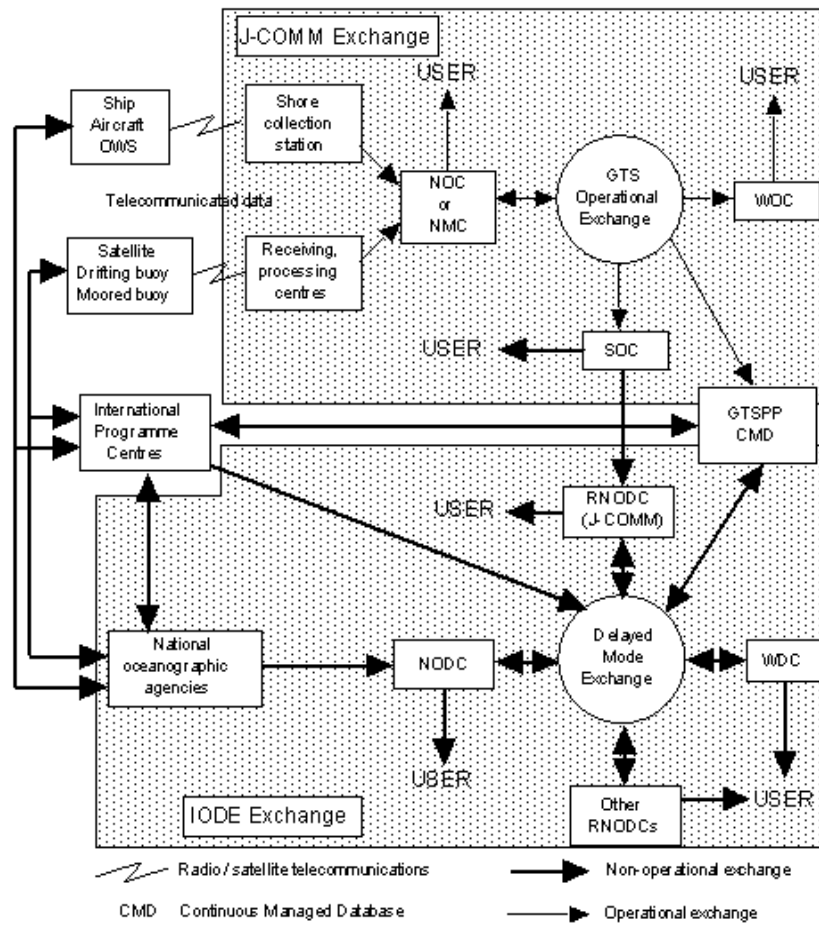 J-COMM Exchange
USER
USER
Ship
Aircraft
OWS
Shore
collection
station
GTS
Operational
Exchange
NOC
or
NMC
WOC
Telecommunicated data
Satellite
Drifting buoy
Moored buoy
Receiving,
processing
centres
USER
SOC
International
Programme
Centres
GTSPP
CMD
USER
RNODC
(J-COMM)
National
oceanographic
agencies
NODC
Delayed
Mode
Exchange
WDC
USER
USER
IODE Exchange
Other
RNODCs
Radio / satellite telecommunications
Non-operational exchange
CMD Continuous Managed Database
Operational exchange